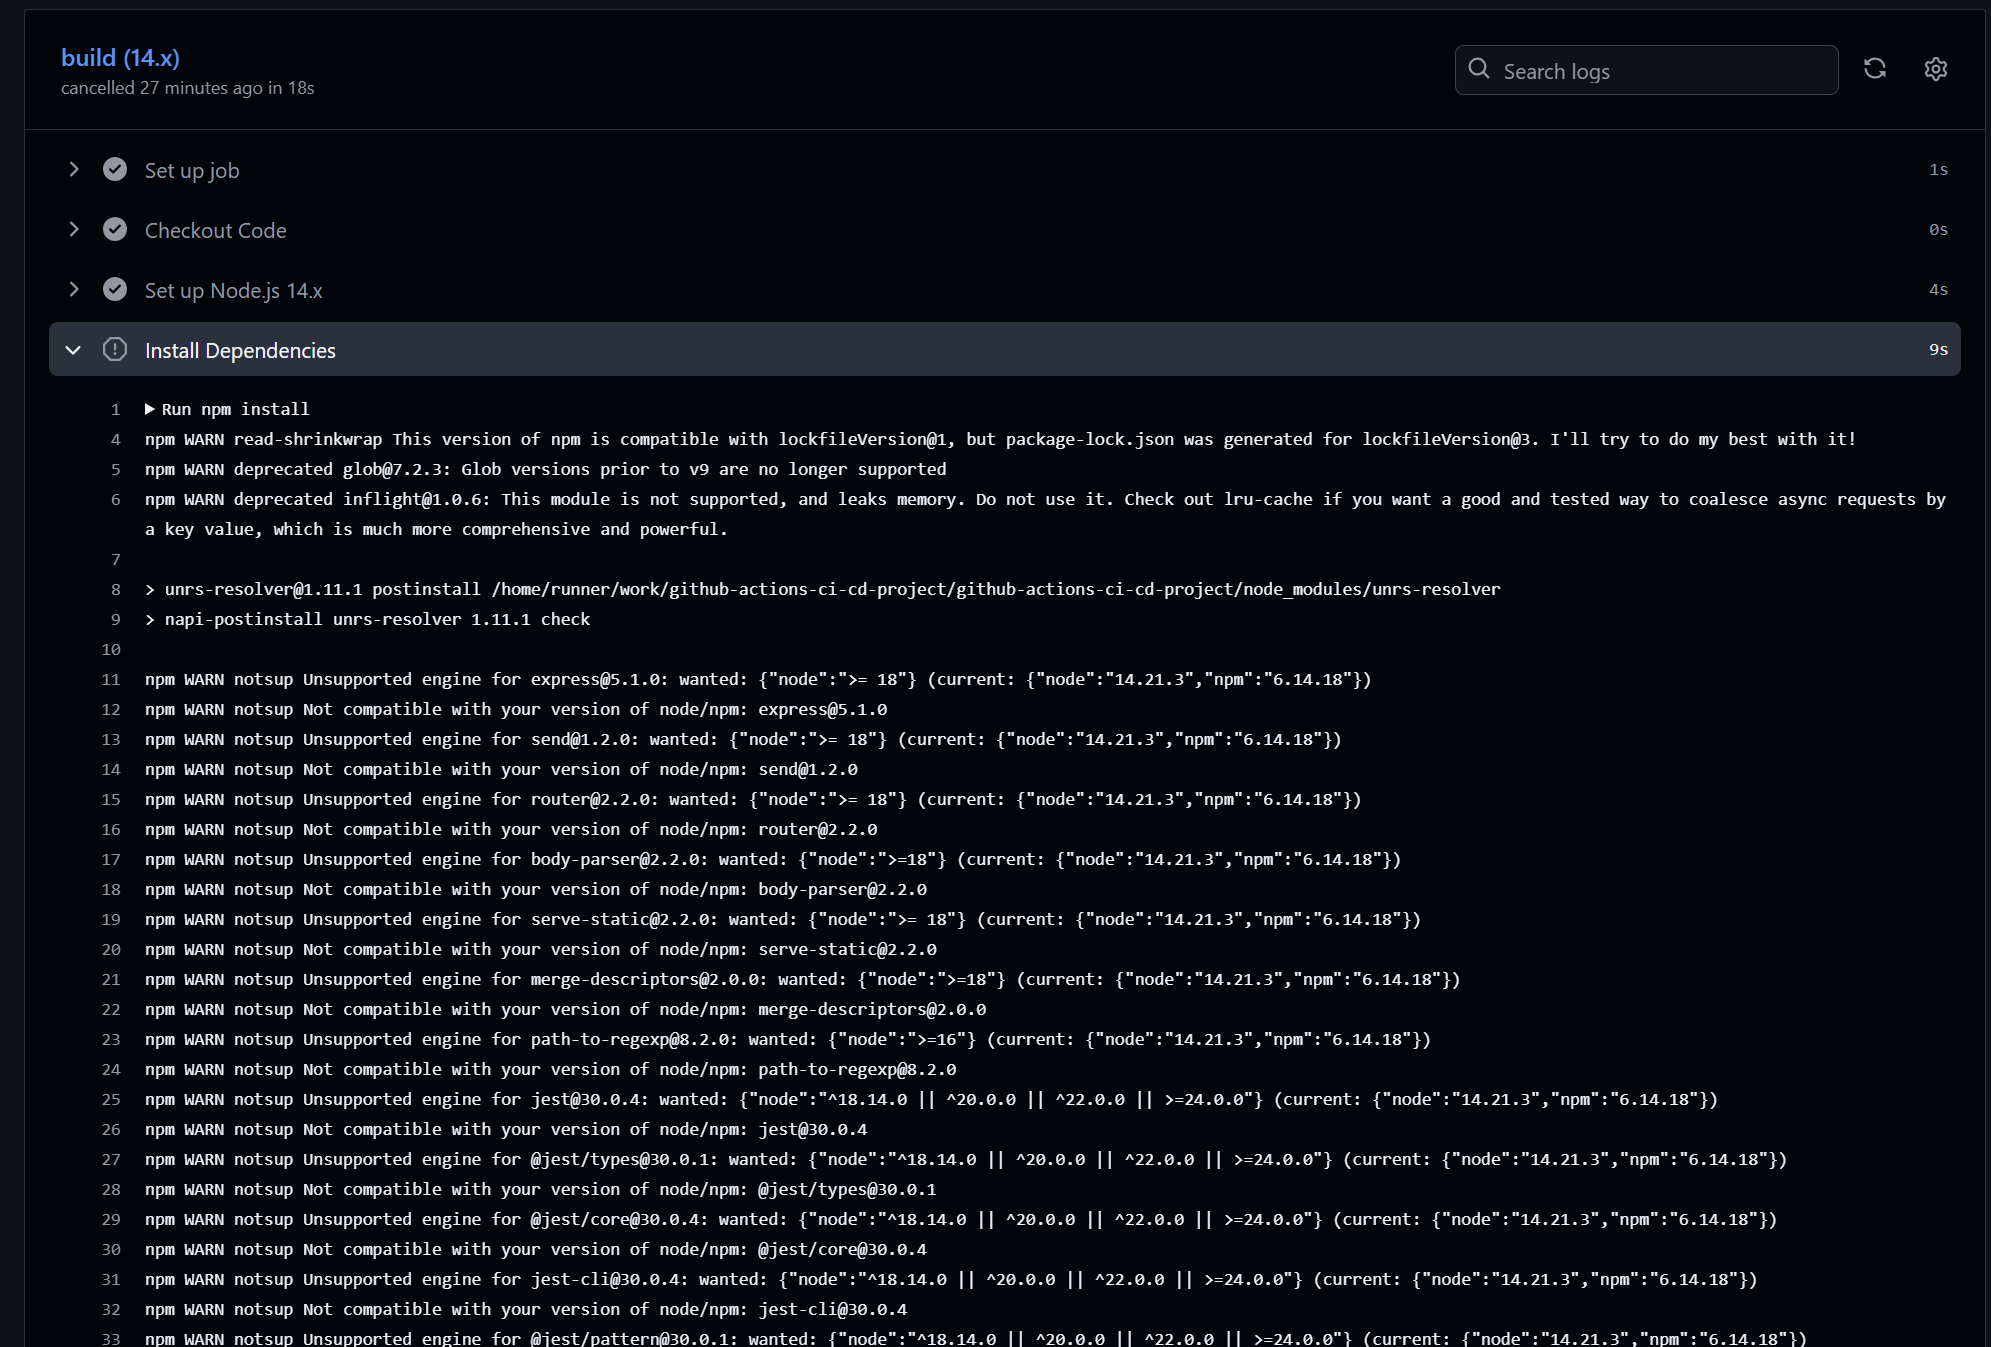 build (14.x)
cancelled 27 minutes ago in 18s
Search logs
Set up job 1s
Checkout Code 0s
Set up Node.js 14.x 4s
Install Dependencies 9s
1 Run npm install
4 npm WARN read-shrinkwrap This version of npm is compatible with lockfileVersion@1, but package-lock.json was generated for lockfileVersion@3. I'll try to do my best with it!
5 npm WARN deprecated glob@7.2.3: Glob versions prior to v9 are no longer supported
6 npm WARN deprecated inflight@1.0.6: This module is not supported, and leaks memory. Do not use it. Check out lru-cache if you want a good and tested way to coalesce async requests by
a key value, which is much more comprehensive and powerful.
7
8 > unrs-resolver@1.11.1 postinstall /home/runner/work/github-actions-ci-cd-project/github-actions-ci-cd-project/node_modules/unrs-resolver
9 > napi-postinstall unrs-resolver 1.11.1 check
10
11 npm WARN notsup Unsupported engine for express@5.1.0: wanted: {"node":">= 18"} (current: {"node":"14.21.3","npm":"6.14.18"})
12 npm WARN notsup Not compatible with your version of node/npm: express@5.1.0
13 npm WARN notsup Unsupported engine for send@1.2.0: wanted: {"node":">= 18"} (current: {"node":"14.21.3","npm":"6.14.18"})
14 npm WARN notsup Not compatible with your version of node/npm: send@1.2.0
15 npm WARN notsup Unsupported engine for router@2.2.0: wanted: {"node":">= 18"} (current: {"node":"14.21.3","npm":"6.14.18"})
16 npm WARN notsup Not compatible with your version of node/npm: router@2.2.0
17 npm WARN notsup Unsupported engine for body-parser@2.2.0: wanted: {"node":">=18"} (current: {"node":"14.21.3","npm":"6.14.18"})
18 npm WARN notsup Not compatible with your version of node/npm: body-parser@2.2.0
19 npm WARN notsup Unsupported engine for serve-static@2.2.0: wanted: {"node":">= 18"} (current: {"node":"14.21.3","npm":"6.14.18"})
20 npm WARN notsup Not compatible with your version of node/npm: serve-static@2.2.0
21 npm WARN notsup Unsupported engine for merge-descriptors@2.0.0: wanted: {"node":">=18"} (current: {"node":"14.21.3","npm":"6.14.18"})
22 npm WARN notsup Not compatible with your version of node/npm: merge-descriptors@2.0.0
23 npm WARN notsup Unsupported engine for path-to-regexp@8.2.0: wanted: {"node":">=16"} (current: {"node":"14.21.3","npm":"6.14.18"})
24 npm WARN notsup Not compatible with your version of node/npm: path-to-regexp@8.2.0
25 npm WARN notsup Unsupported engine for jest@30.0.4: wanted: {"node":"^18.14.0 || ^20.0.0 || ^22.0.0 || >=24.0.0"} (current: {"node":"14.21.3","npm":"6.14.18"})
26 npm WARN notsup Not compatible with your version of node/npm: jest@30.0.4
27 npm WARN notsup Unsupported engine for @jest/types@30.0.1: wanted: {"node":"^18.14.0 || ^20.0.0 || ^22.0.0 || >=24.0.0"} (current: {"node":"14.21.3","npm":"6.14.18"})
28 npm WARN notsup Not compatible with your version of node/npm: @jest/types@30.0.1
29 npm WARN notsup Unsupported engine for @jest/core@30.0.4: wanted: {"node":"^18.14.0 || ^20.0.0 || ^22.0.0 || >=24.0.0"} (current: {"node":"14.21.3","npm":"6.14.18"})
30 npm WARN notsup Not compatible with your version of node/npm: @jest/core@30.0.4
31 npm WARN notsup Unsupported engine for jest-cli@30.0.4: wanted: {"node":"^18.14.0 || ^20.0.0 || ^22.0.0 || >=24.0.0"} (current: {"node":"14.21.3","npm":"6.14.18"})
32 npm WARN notsup Not compatible with your version of node/npm: jest-cli@30.0.4
33 npm WARN notsup Unsupported engine for @jest/pattern@30.0.1: wanted: {"node":"^18.14.0 || ^20.0.0 || ^22.0.0 || >=24.0.0"} (current: {"node":"14.21.3","npm":"6.14.18"})